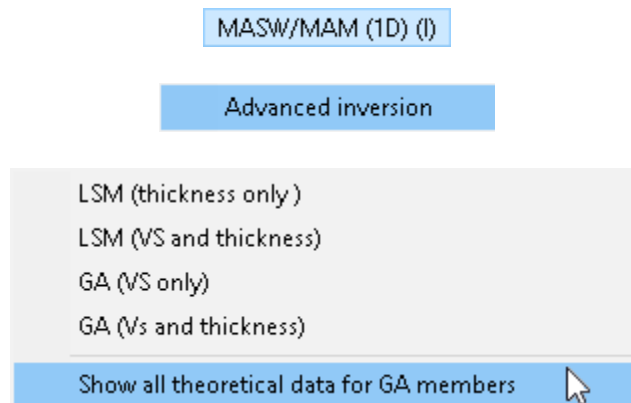 MASW/MAM (1D) (I)
Advanced inversion
LSM (thickness only )
LSM (VS and thickness)
GA (VS only)
GA (Vs and thickness)
Show all theoretical data for GA members